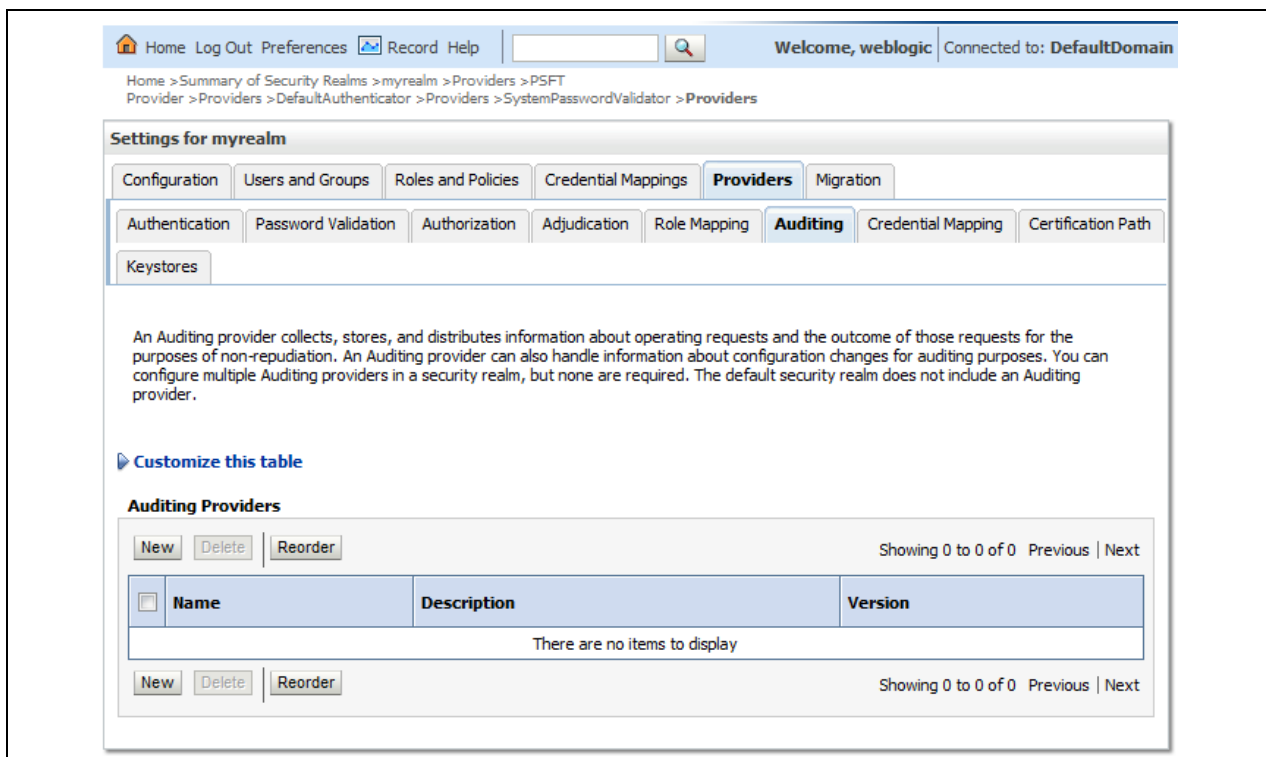 Home Log Out Preferences Record Help
Welcome, weblogic Connected to: DefaultDomain
Home >Summary of Security Realms >myrealm >Providers >PSFT
Provider >Providers >DefaultAuthenticator >Providers >SystemPasswordValidator >Providers
Settings for myrealm
Configuration Users and Groups Roles and Policies Credential Mappings Providers Migration
Authentication Password Validation Authorization Adjudication Role Mapping Auditing Credential Mapping Certification Path
Keystores
An Auditing provider collects, stores, and distributes information about operating requests and the outcome of those requests for the
purposes of non-repudiation. An Auditing provider can also handle information about configuration changes for auditing purposes. You can
configure multiple Auditing providers in a security realm, but none are required. The default security realm does not include an Auditing
provider.
Customize this table
Auditing Providers
New Delete Reorder Showing 0 to 0 of 0 Previous | Next
Name Description Version
There are no items to display
New Delete Reorder Showing 0 to 0 of 0 Previous | Next